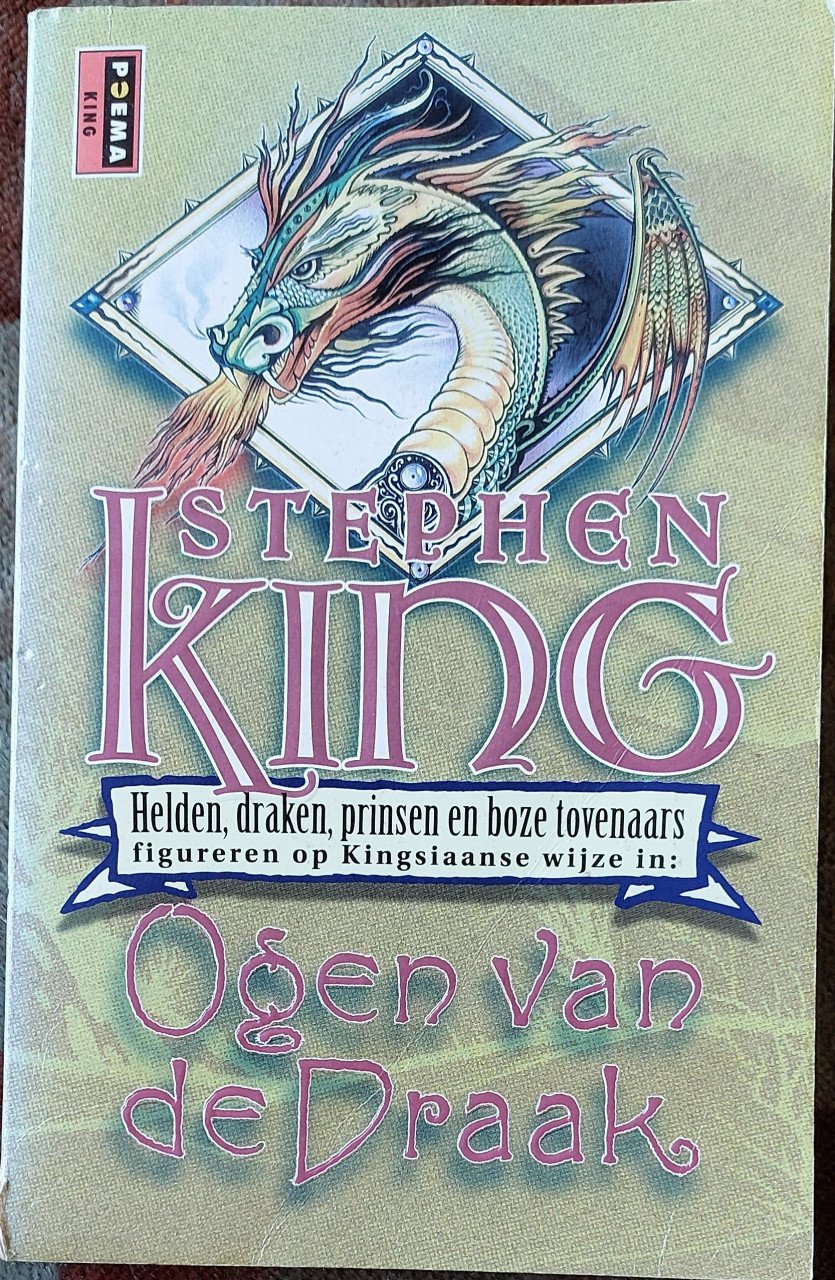 POEMA
KING
STEPHEN
KING
Helden, draken, prinsen en boze tovenaars
figureren op Kingsiaanse wijze in:
Ogen van
de Draak